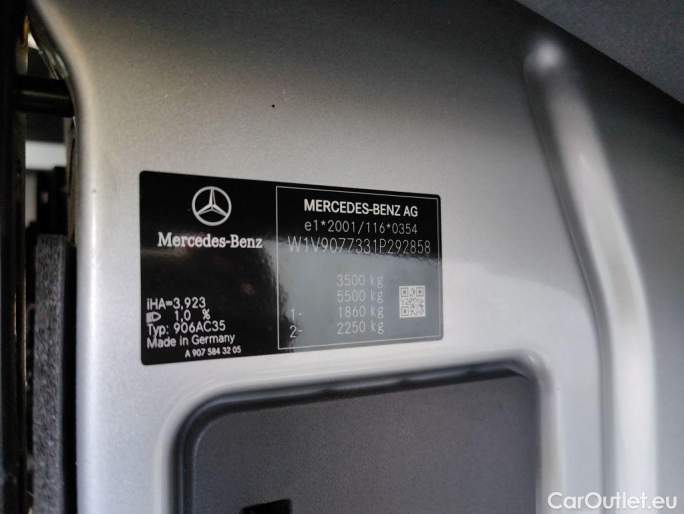 Mercedes-Benz
iHA=3,923
1,0 %
Typ: 906AC35
Made in Germany
A 907 584 32 05
MERCEDES-BENZ AG
e1*2001/116*0354
W1V9077331P292858
3500 kg
5500 kg
1- 1860 kg
2- 2250 kg
CarOutlet.eu